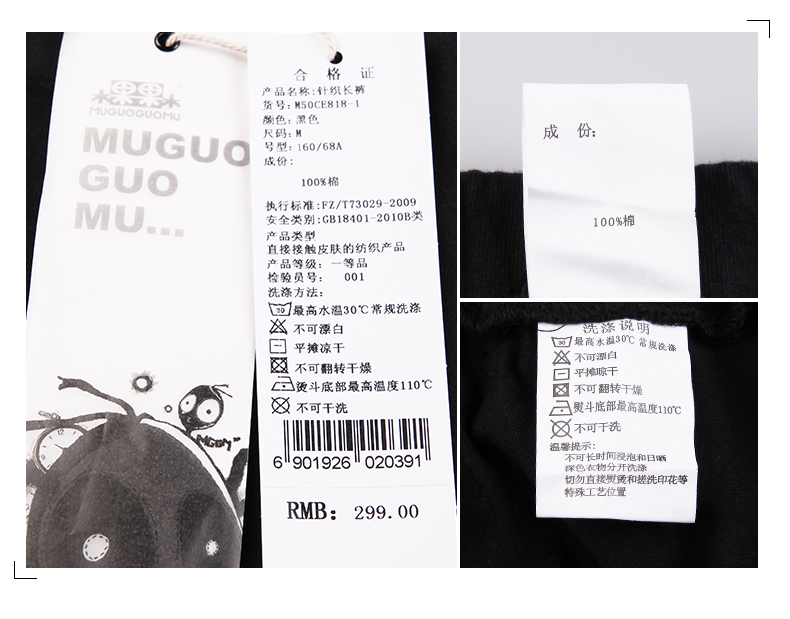 MUGUOGUOMU
MUGUO
GUO
MU...
MGGM
合 格 证
产品名称:针织长裤
货号:M50CE818-1
颜色:黑色
尺码:M
号型:160/68A
成份:
100%棉
执行标准:FZ/T73029-2009
安全类别:GB18401-2010B类
产品类型
直接接触皮肤的纺织产品
产品等级: 一等品
检验员号: 001
洗涤方法:
30 最高水温30℃常规洗涤
不可漂白
平摊凉干
不可翻转干燥
熨斗底部最高温度110℃
不可干洗
6 901926 020391
RMB: 299.00
成 份:
100%棉
洗涤说明
30 最高水温30℃ 常规洗涤
不可漂白
平摊晾干
不可翻转干燥
熨斗底部最高温度110℃
不可干洗
温馨提示:
不可长时间浸泡和日晒
深色衣物分开洗涤
切勿直接熨烫和搓洗印花等
特殊工艺位置